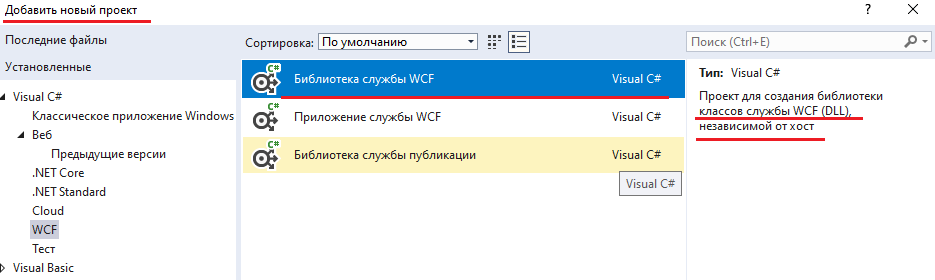 Добавить новый проект
? ×
Последние файлы
Установленные
Visual C#
Классическое приложение Windows
Веб
Предыдущие версии
.NET Core
.NET Standard
Cloud
WCF
Тест
Visual Basic
Сортировка: По умолчанию
C# Библиотека службы WCF Visual C#
C# Приложение службы WCF Visual C#
C# Библиотека службы публикации Visual C#
Visual C#
Поиск (Ctrl+E)
Тип: Visual C#
Проект для создания библиотеки
классов службы WCF (DLL),
независимой от хост